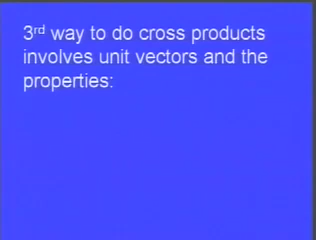 3rd way to do cross products
involves unit vectors and the
properties: